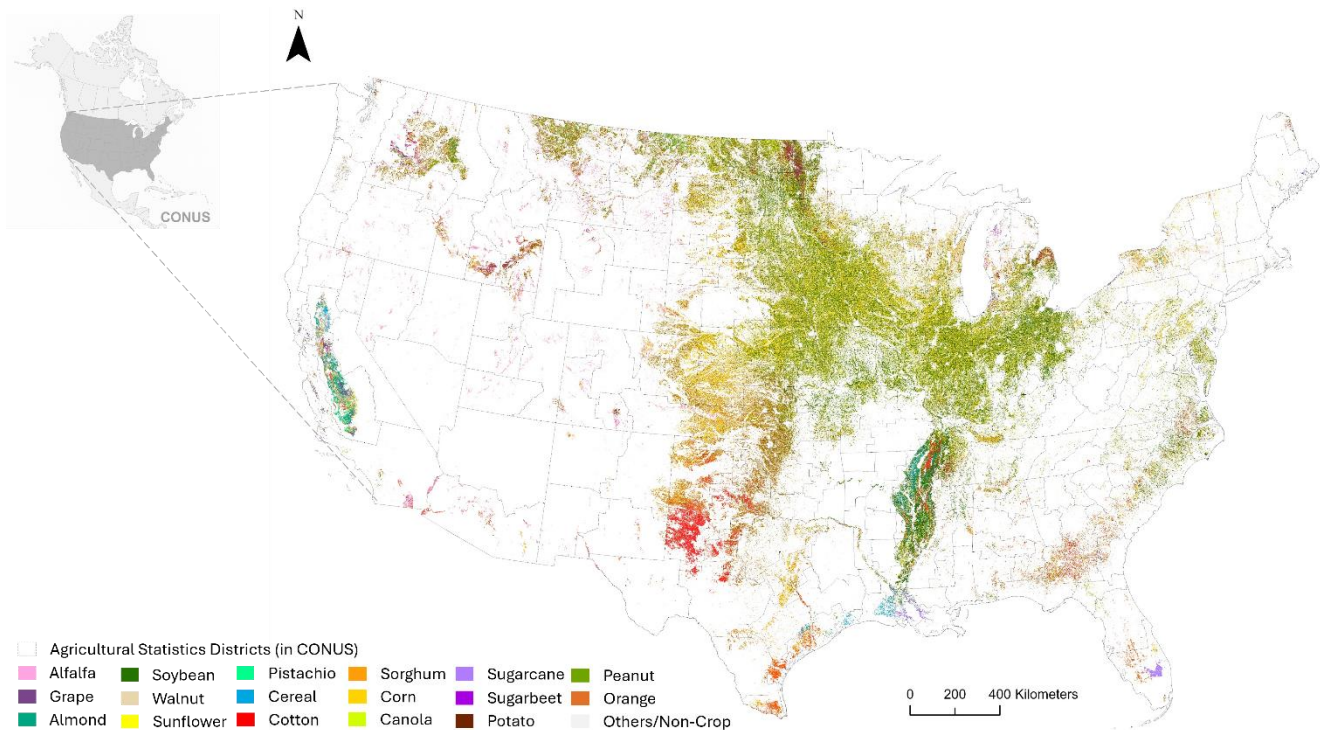 N
CONUS
Agricultural Statistics Districts (in CONUS)
Alfalfa Soybean Pistachio Sorghum Sugarcane Peanut
Grape Walnut Cereal Corn Sugarbeet Orange
Almond Sunflower Cotton Canola Potato Others/Non-Crop
0 200 400 Kilometers